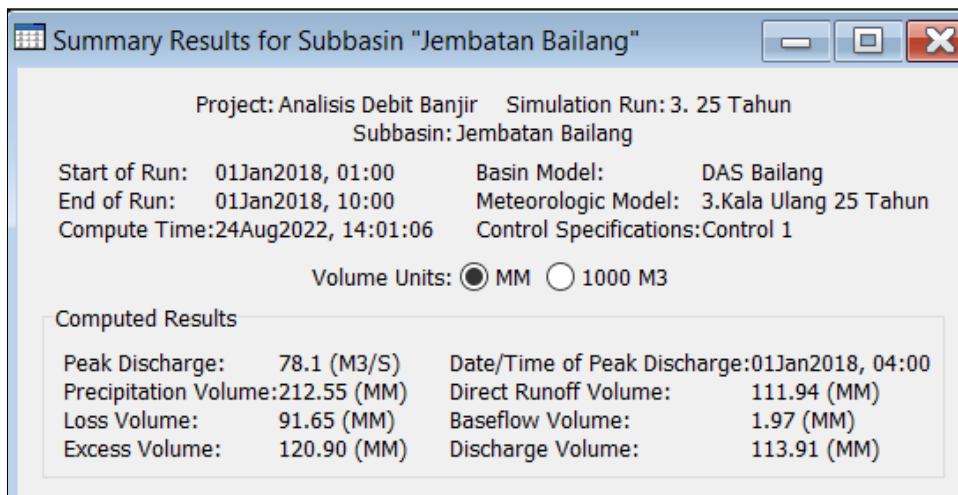 Summary Results for Subbasin "Jembatan Bailang"
Project: Analisis Debit Banjir Simulation Run: 3. 25 Tahun
Subbasin: Jembatan Bailang
Start of Run: 01Jan2018, 01:00 Basin Model: DAS Bailang
End of Run: 01Jan2018, 10:00 Meteorologic Model: 3.Kala Ulang 25 Tahun
Compute Time:24Aug2022, 14:01:06 Control Specifications:Control 1
Volume Units: MM 1000 M3
Computed Results
Peak Discharge: 78.1 (M3/S) Date/Time of Peak Discharge:01Jan2018, 04:00
Precipitation Volume:212.55 (MM) Direct Runoff Volume: 111.94 (MM)
Loss Volume: 91.65 (MM) Baseflow Volume: 1.97 (MM)
Excess Volume: 120.90 (MM) Discharge Volume: 113.91 (MM)